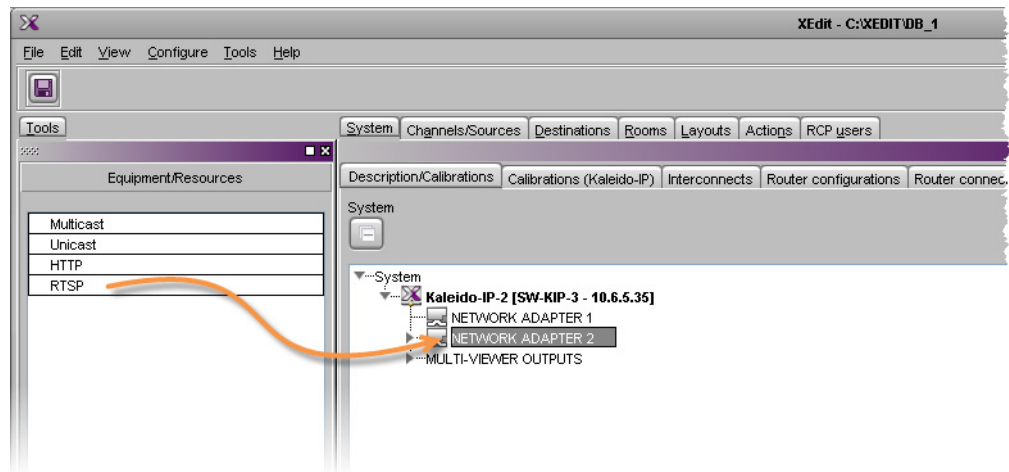 XEdit - C:\XEDIT\DB_1
File Edit View Configure Tools Help
Tools
System Channels/Sources Destinations Rooms Layouts Actions RCP users
Equipment/Resources
Description/Calibrations Calibrations (Kaleido-IP) Interconnects Router configurations Router connec.
System
Multicast
Unicast
HTTP
RTSP
System
Kaleido-IP-2 [SW-KIP-3 - 10.6.5.35]
NETWORK ADAPTER 1
NETWORK ADAPTER 2
MULTI-VIEWER OUTPUTS